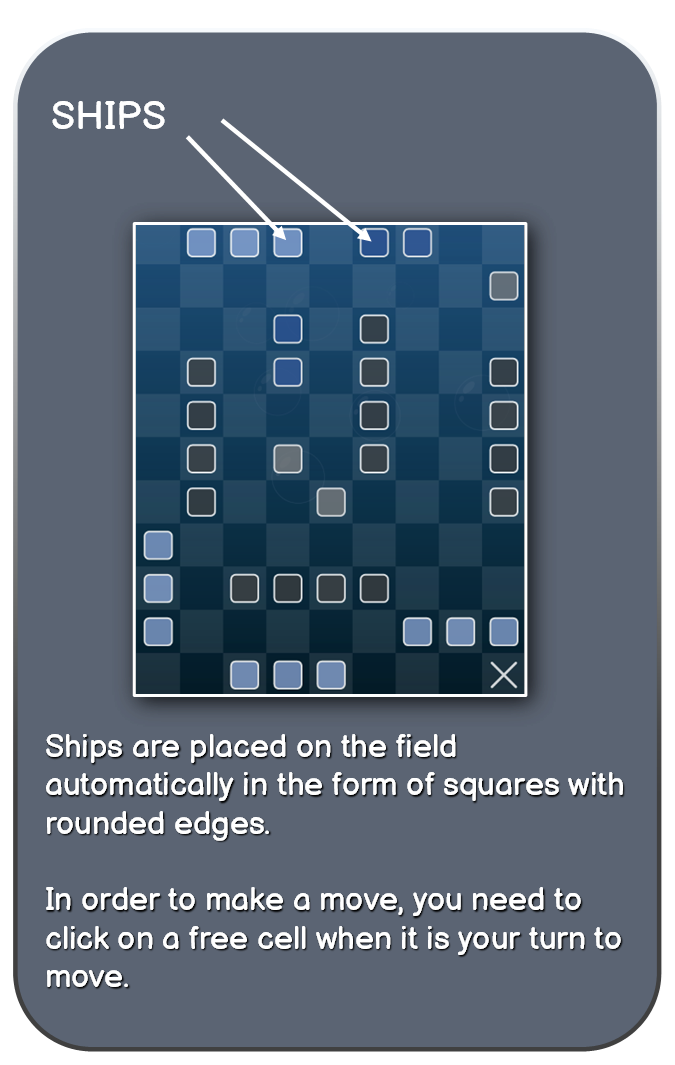 SHIPS
Ships are placed on the field
automatically in the form of squares with
rounded edges.
In order to make a move, you need to
click on a free cell when it is your turn to
move.